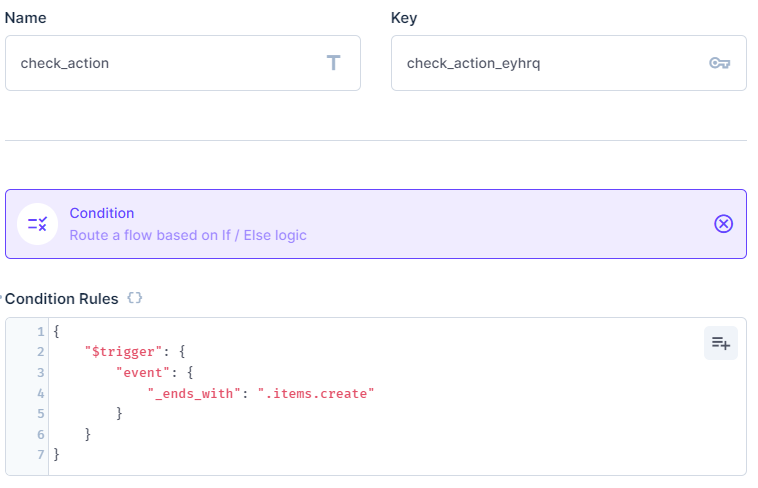 Name
Key
check_action
check_action_eyhrq
Condition
Route a flow based on If / Else logic
Condition Rules {}
1 {
2 "$trigger": {
3 "event": {
4 "_ends_with": ".items.create"
5 }
6 }
7 }